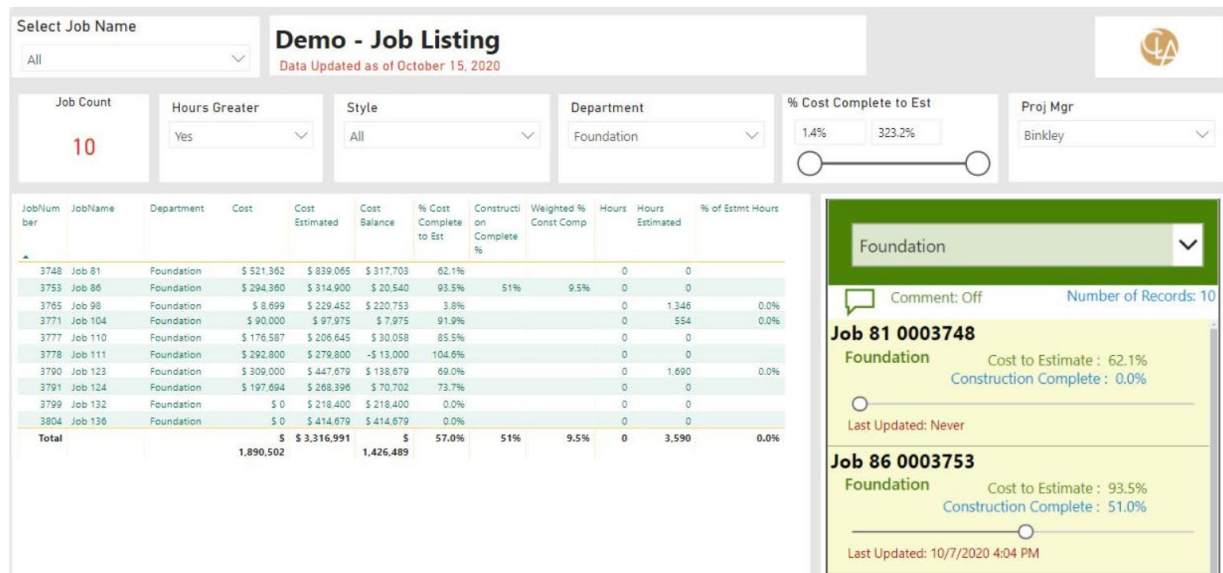 Select Job Name
All
Demo - Job Listing
Data Updated as of October 15, 2020
CLA
Job Count
10
Hours Greater
Yes
Style
All
Department
Foundation
% Cost Complete to Est
1.4% 323.2%
Proj Mgr
Binkley
JobNum JobName Department Cost Cost % Cost Constructi Weighted % Hours Hours % of Estmt Hours
ber Estimated Balance Complete on Const Comp Estimated
to Est Complete
%
3748 Job 81 Foundation $ 521,362 $ 839,065 $ 317,703 62.1% 0 0
3753 Job 86 Foundation $ 294,360 $ 314,900 $ 20,540 93.5% 51% 9.5% 0 0
3765 Job 98 Foundation $ 8,699 $ 229,452 $ 220,753 3.8% 0 1,346 0.0%
3771 Job 104 Foundation $ 90,000 $ 97,975 $ 7,975 91.9% 0 554 0.0%
3777 Job 110 Foundation $ 176,587 $ 206,645 $ 30,058 85.5% 0 0
3778 Job 111 Foundation $ 292,800 $ 279,800 -$ 13,000 104.6% 0 0
3790 Job 123 Foundation $ 309,000 $ 447,679 $ 138,679 69.0% 0 1,690 0.0%
3791 Job 124 Foundation $ 197,694 $ 268,396 $ 70,702 73.7% 0 0
3799 Job 132 Foundation $ 0 $ 218,400 $ 218,400 0.0% 0 0
3804 Job 136 Foundation $ 0 $ 414,679 $ 414,679 0.0% 0 0
Total $ $ 3,316,991 $ 57.0% 51% 9.5% 0 3,590 0.0%
1,890,502 1,426,489
Foundation
Comment: Off Number of Records: 10
Job 81 0003748
Foundation Cost to Estimate : 62.1%
Construction Complete : 0.0%
Last Updated: Never
Job 86 0003753
Foundation Cost to Estimate : 93.5%
Construction Complete : 51.0%
Last Updated: 10/7/2020 4:04 PM